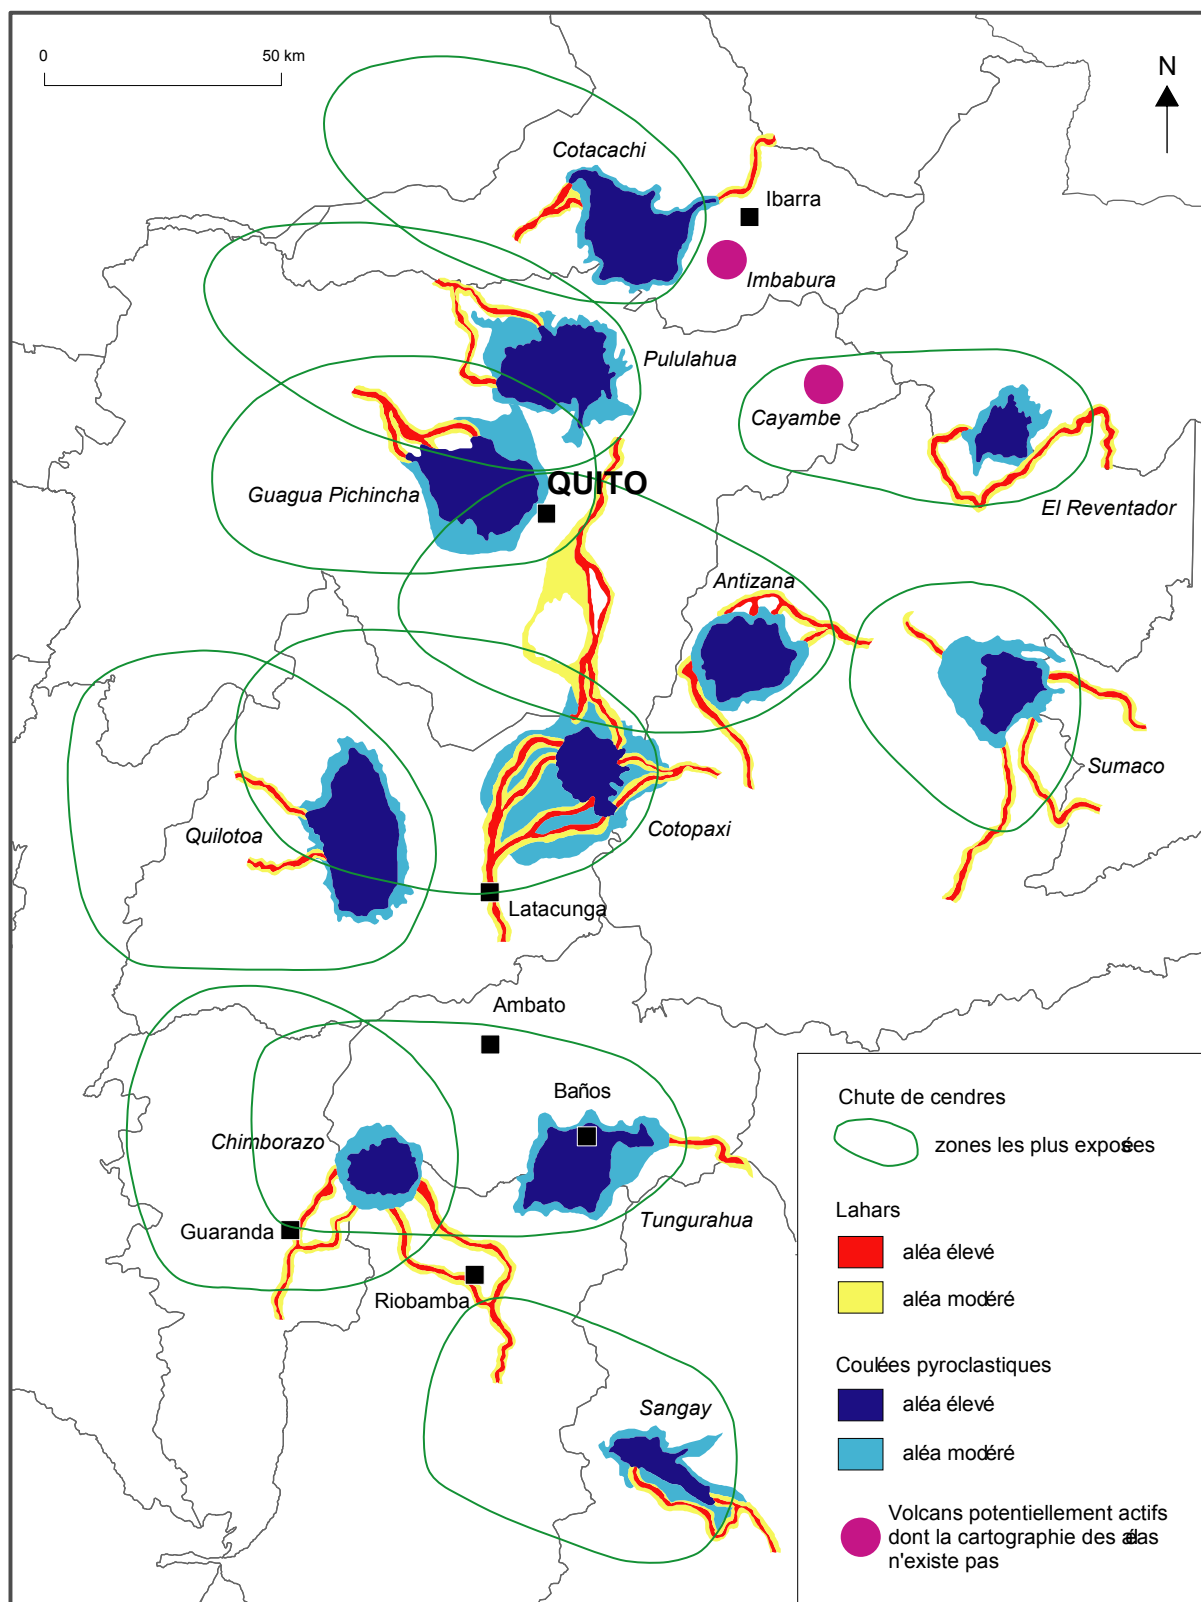 0
50 km
N
Cotacachi
Ibarra
Imbabura
Pululahua
Cayambe
QUITO
Guagua Pichincha
El Reventador
Antizana
Sumaco
Quilotoa
Cotopaxi
Latacunga
Ambato
Baños
Chimborazo
Tungurahua
Guaranda
Riobamba
Sangay
Chute de cendres
zones les plus exposées
Lahars
aléa élevé
aléa modéré
Coulées pyroclastiques
aléa élevé
aléa modéré
Volcans potentiellement actifs
dont la cartographie des aléas
n'existe pas